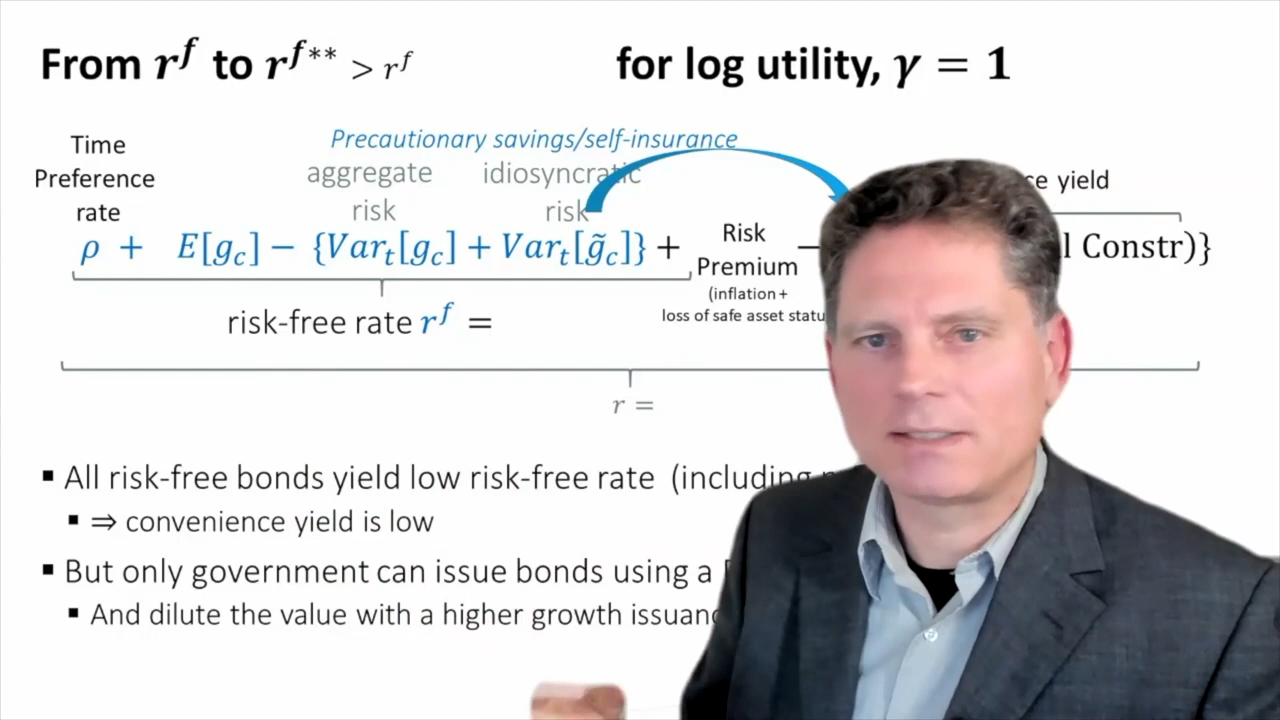 From r^f to r^f** > r^f for log utility, γ = 1
Precautionary savings/self-insurance
Time
Preference
rate
aggregate
risk
idiosyncratic
risk
yield
ρ + E[g_c] − {Var_t[g_c] + Var_t[g̃_c]} + Risk Premium − Constr)}
(inflation +
loss of safe asset
risk-free rate r^f =
r =
▪ All risk-free bonds yield low risk-free rate (including
▪ ⇒ convenience yield is low
▪ But only government can issue bonds using a
▪ And dilute the value with a higher growth